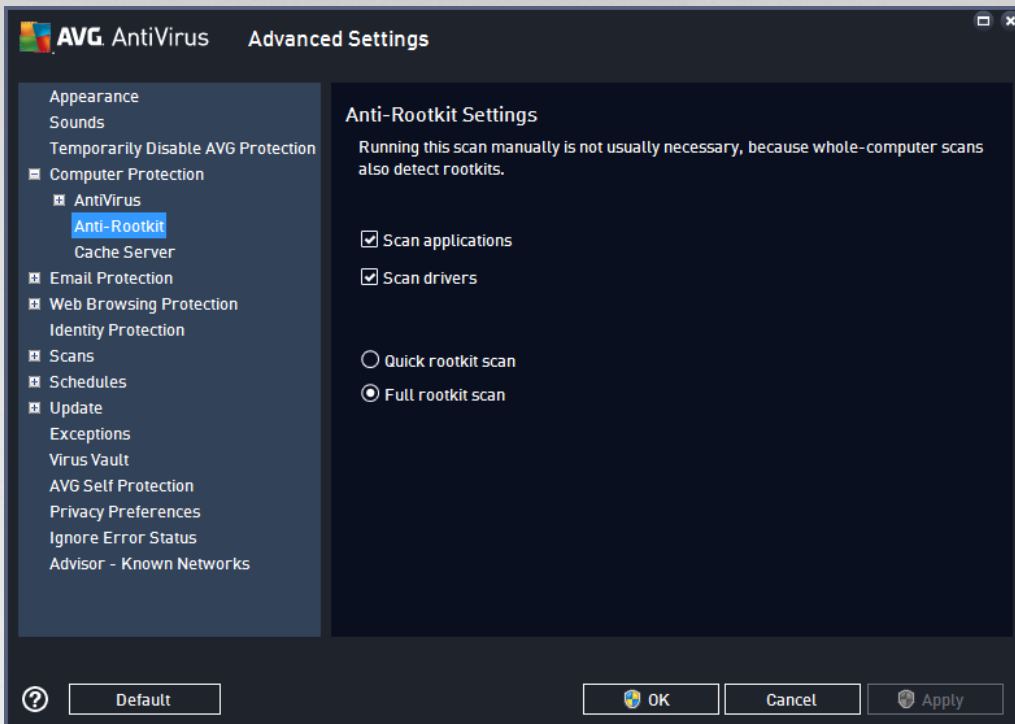 AVG. AntiVirus Advanced Settings
Appearance
Sounds
Temporarily Disable AVG Protection
Computer Protection
AntiVirus
Anti-Rootkit
Cache Server
Email Protection
Web Browsing Protection
Identity Protection
Scans
Schedules
Update
Exceptions
Virus Vault
AVG Self Protection
Privacy Preferences
Ignore Error Status
Advisor - Known Networks
Anti-Rootkit Settings
Running this scan manually is not usually necessary, because whole-computer scans
also detect rootkits.
Scan applications
Scan drivers
Quick rootkit scan
Full rootkit scan
? Default OK Cancel Apply